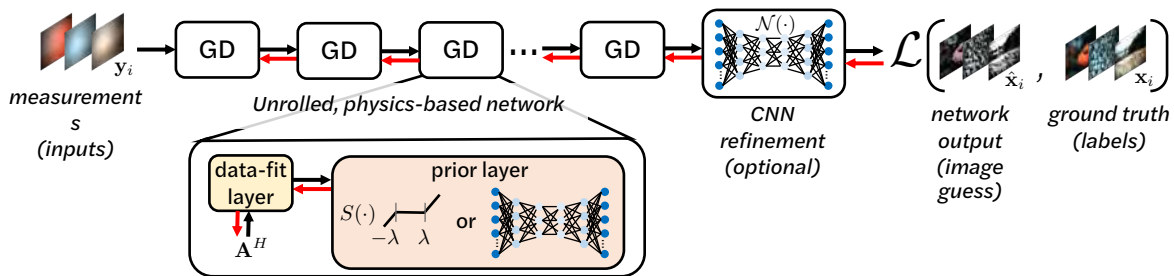 GD
GD
GD
...
GD
𝒩(·)
ℒ
y_i
x̂_i
,
x_i
measurement
s
(inputs)
Unrolled, physics-based network
CNN
refinement
(optional)
network
output
(image
guess)
ground truth
(labels)
data-fit
layer
prior layer
S(·)
−λ
λ
or
A^H